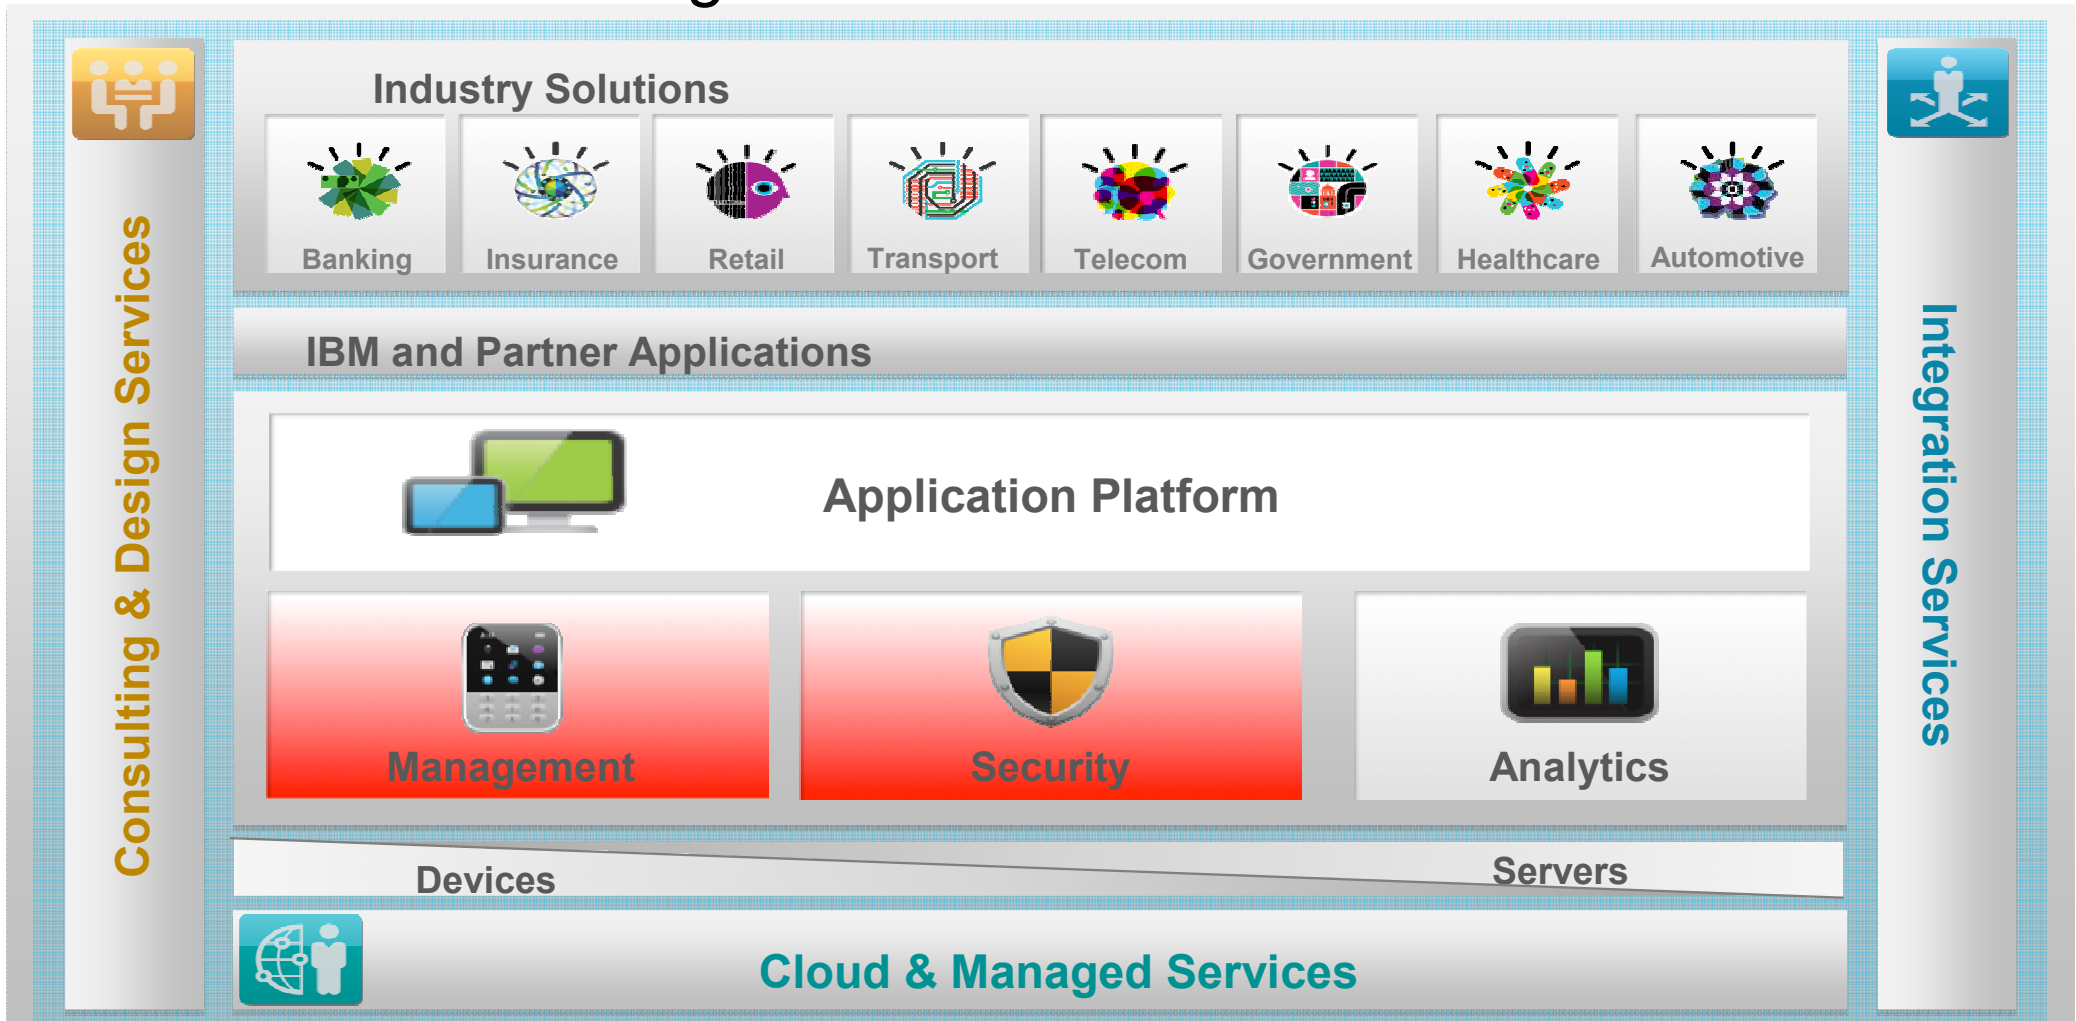 Industry Solutions
Banking
Insurance
Retail
Transport
Telecom
Government
Healthcare
Automotive
IBM and Partner Applications
Application Platform
Management
Security
Analytics
Devices
Servers
Cloud & Managed Services
Consulting & Design Services
Integration Services